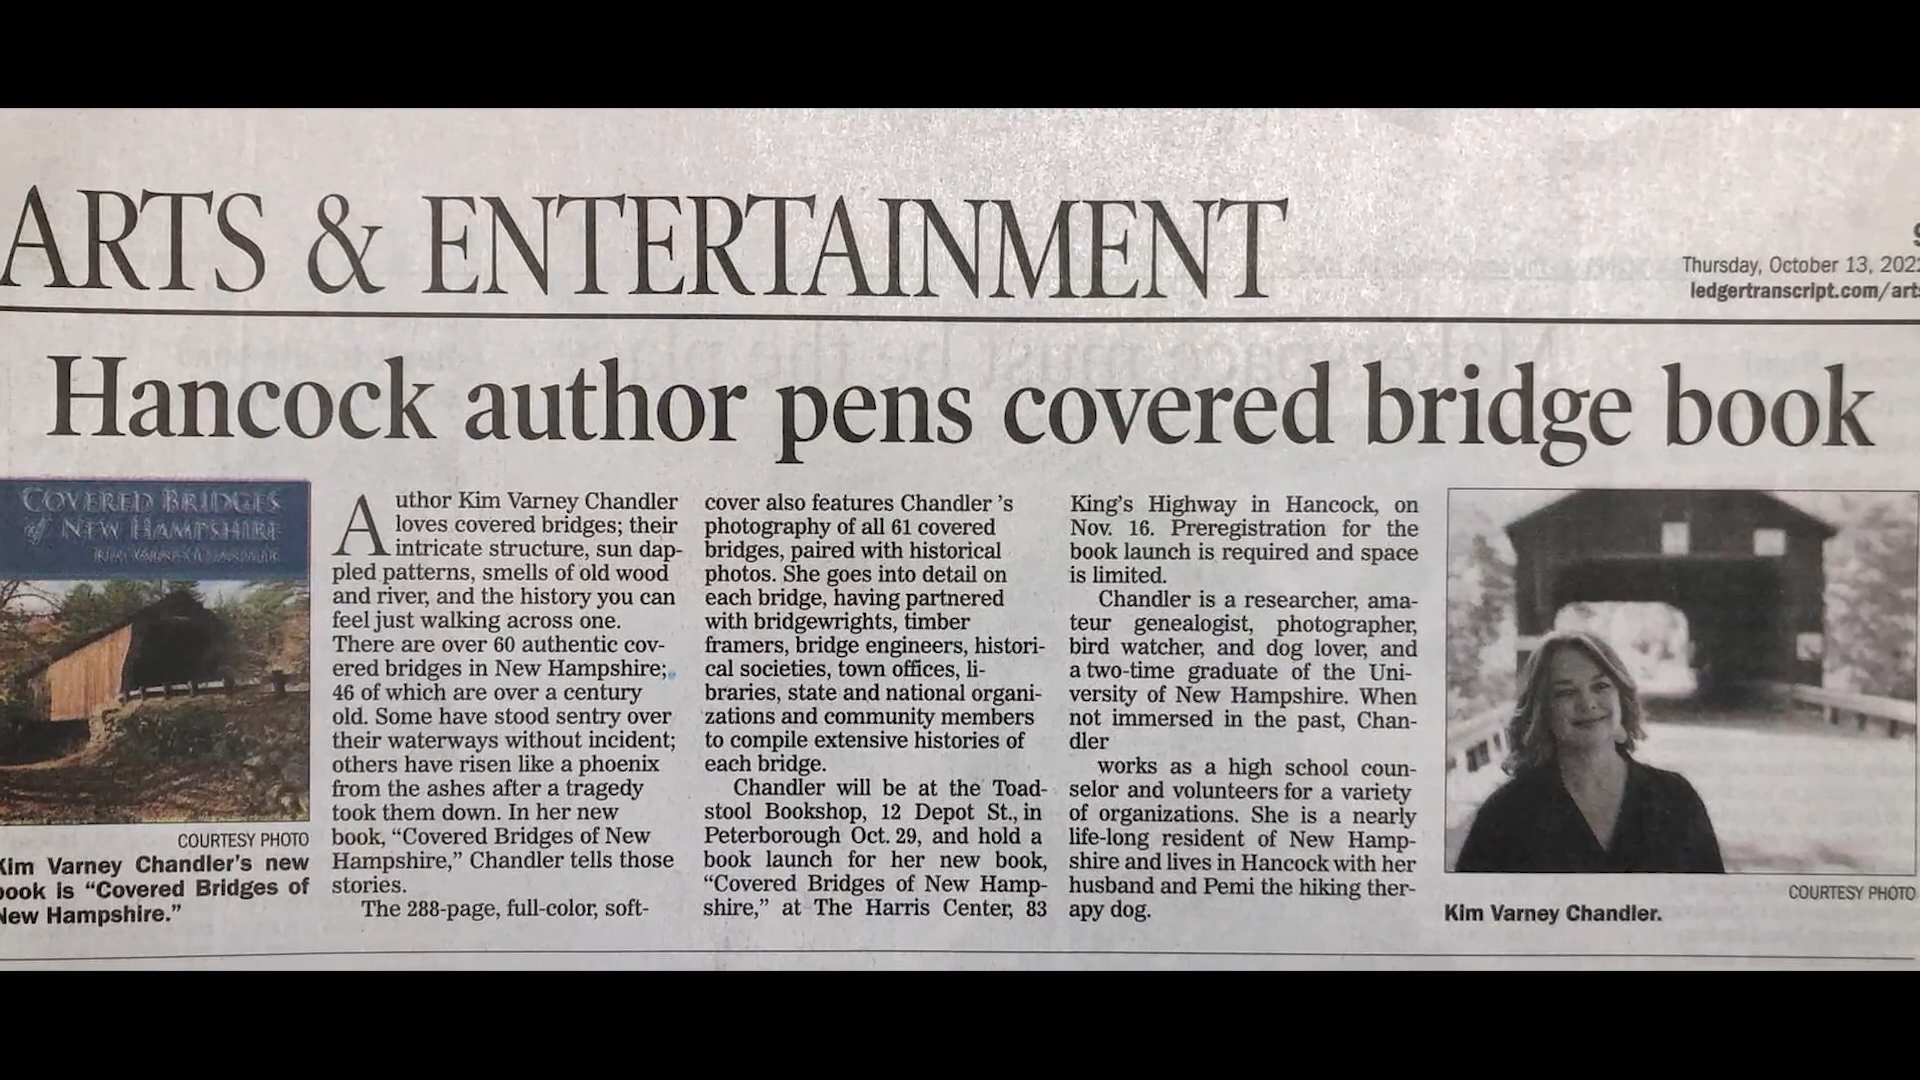 ARTS & ENTERTAINMENT
Thursday, October 13, 202
ledgertranscript.com/arts
Hancock author pens covered bridge book
COVERED BRIDGES
of NEW HAMPSHIRE
KIM VARNEY CHANDLER
COURTESY PHOTO
Kim Varney Chandler's new
book is “Covered Bridges of
New Hampshire.”
Author Kim Varney Chandler
loves covered bridges; their
intricate structure, sun dap-
pled patterns, smells of old wood
and river, and the history you can
feel just walking across one.
There are over 60 authentic cov-
ered bridges in New Hampshire;
46 of which are over a century
old. Some have stood sentry over
their waterways without incident;
others have risen like a phoenix
from the ashes after a tragedy
took them down. In her new
book, “Covered Bridges of New
Hampshire,” Chandler tells those
stories.
The 288-page, full-color, soft-
cover also features Chandler 's
photography of all 61 covered
bridges, paired with historical
photos. She goes into detail on
each bridge, having partnered
with bridgewrights, timber
framers, bridge engineers, histori-
cal societies, town offices, li-
braries, state and national organi-
zations and community members
to compile extensive histories of
each bridge.
Chandler will be at the Toad-
stool Bookshop, 12 Depot St., in
Peterborough Oct. 29, and hold a
book launch for her new book,
“Covered Bridges of New Hamp-
shire,” at The Harris Center, 83
King's Highway in Hancock, on
Nov. 16. Preregistration for the
book launch is required and space
is limited.
Chandler is a researcher, ama-
teur genealogist, photographer,
bird watcher, and dog lover, and
a two-time graduate of the Uni-
versity of New Hampshire. When
not immersed in the past, Chan-
dler
works as a high school coun-
selor and volunteers for a variety
of organizations. She is a nearly
life-long resident of New Hamp-
shire and lives in Hancock with her
husband and Pemi the hiking ther-
apy dog.
COURTESY PHOTO
Kim Varney Chandler.